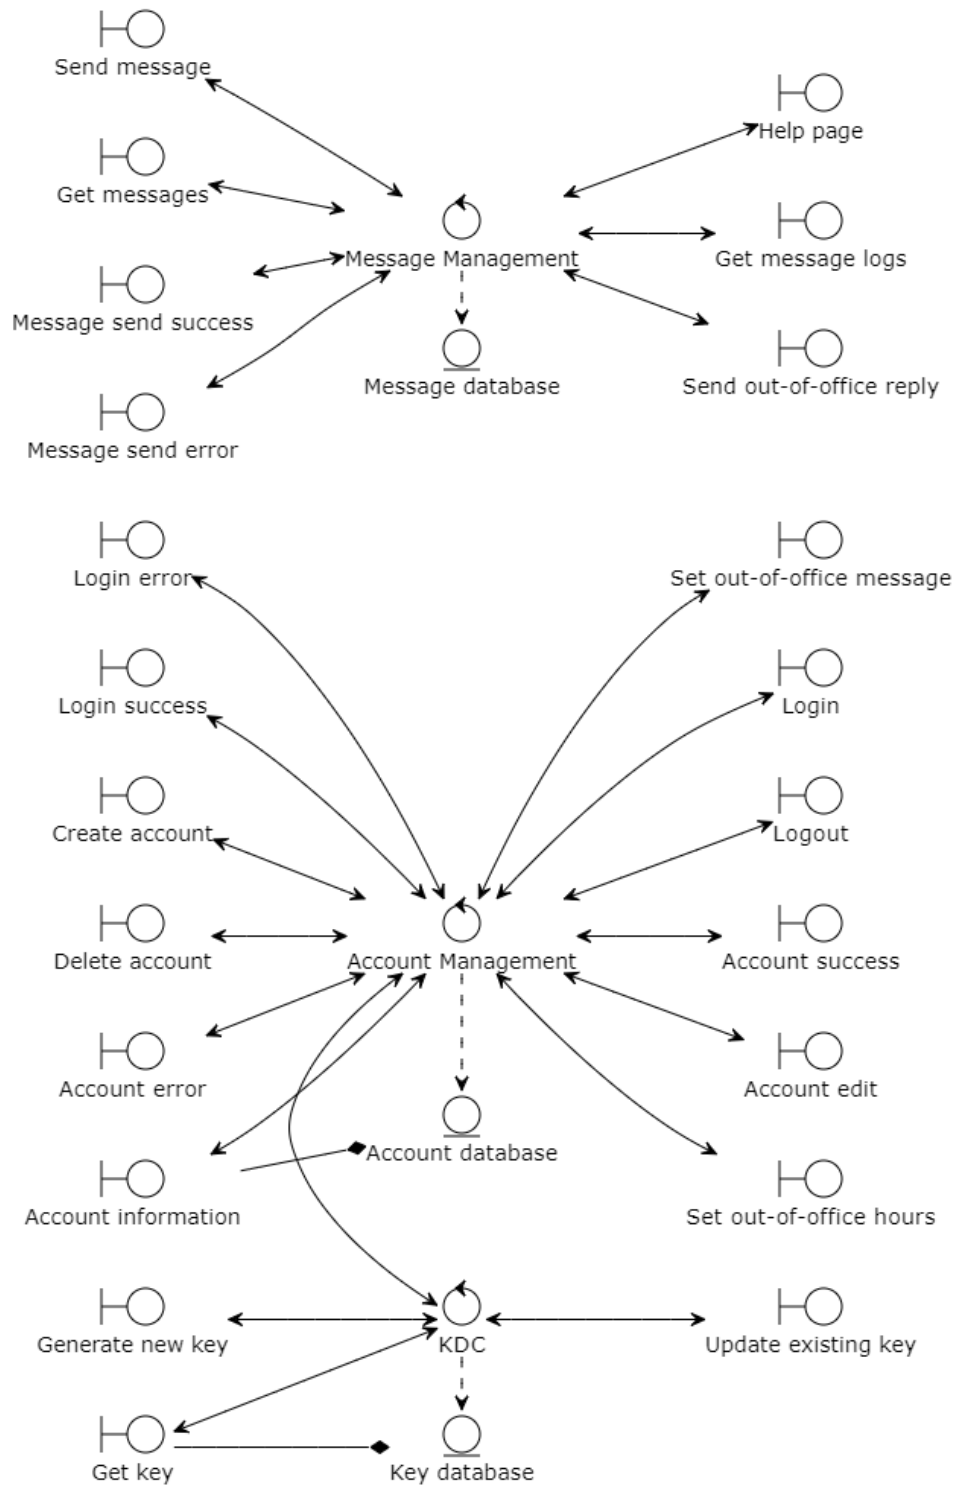 Send message
Help page
Get messages
Message Management
Get message logs
Message send success
Message database
Send out-of-office reply
Message send error
Login error
Set out-of-office message
Login success
Login
Create account
Logout
Delete account
Account Management
Account success
Account error
Account edit
Account database
Account information
Set out-of-office hours
Generate new key
KDC
Update existing key
Get key
Key database